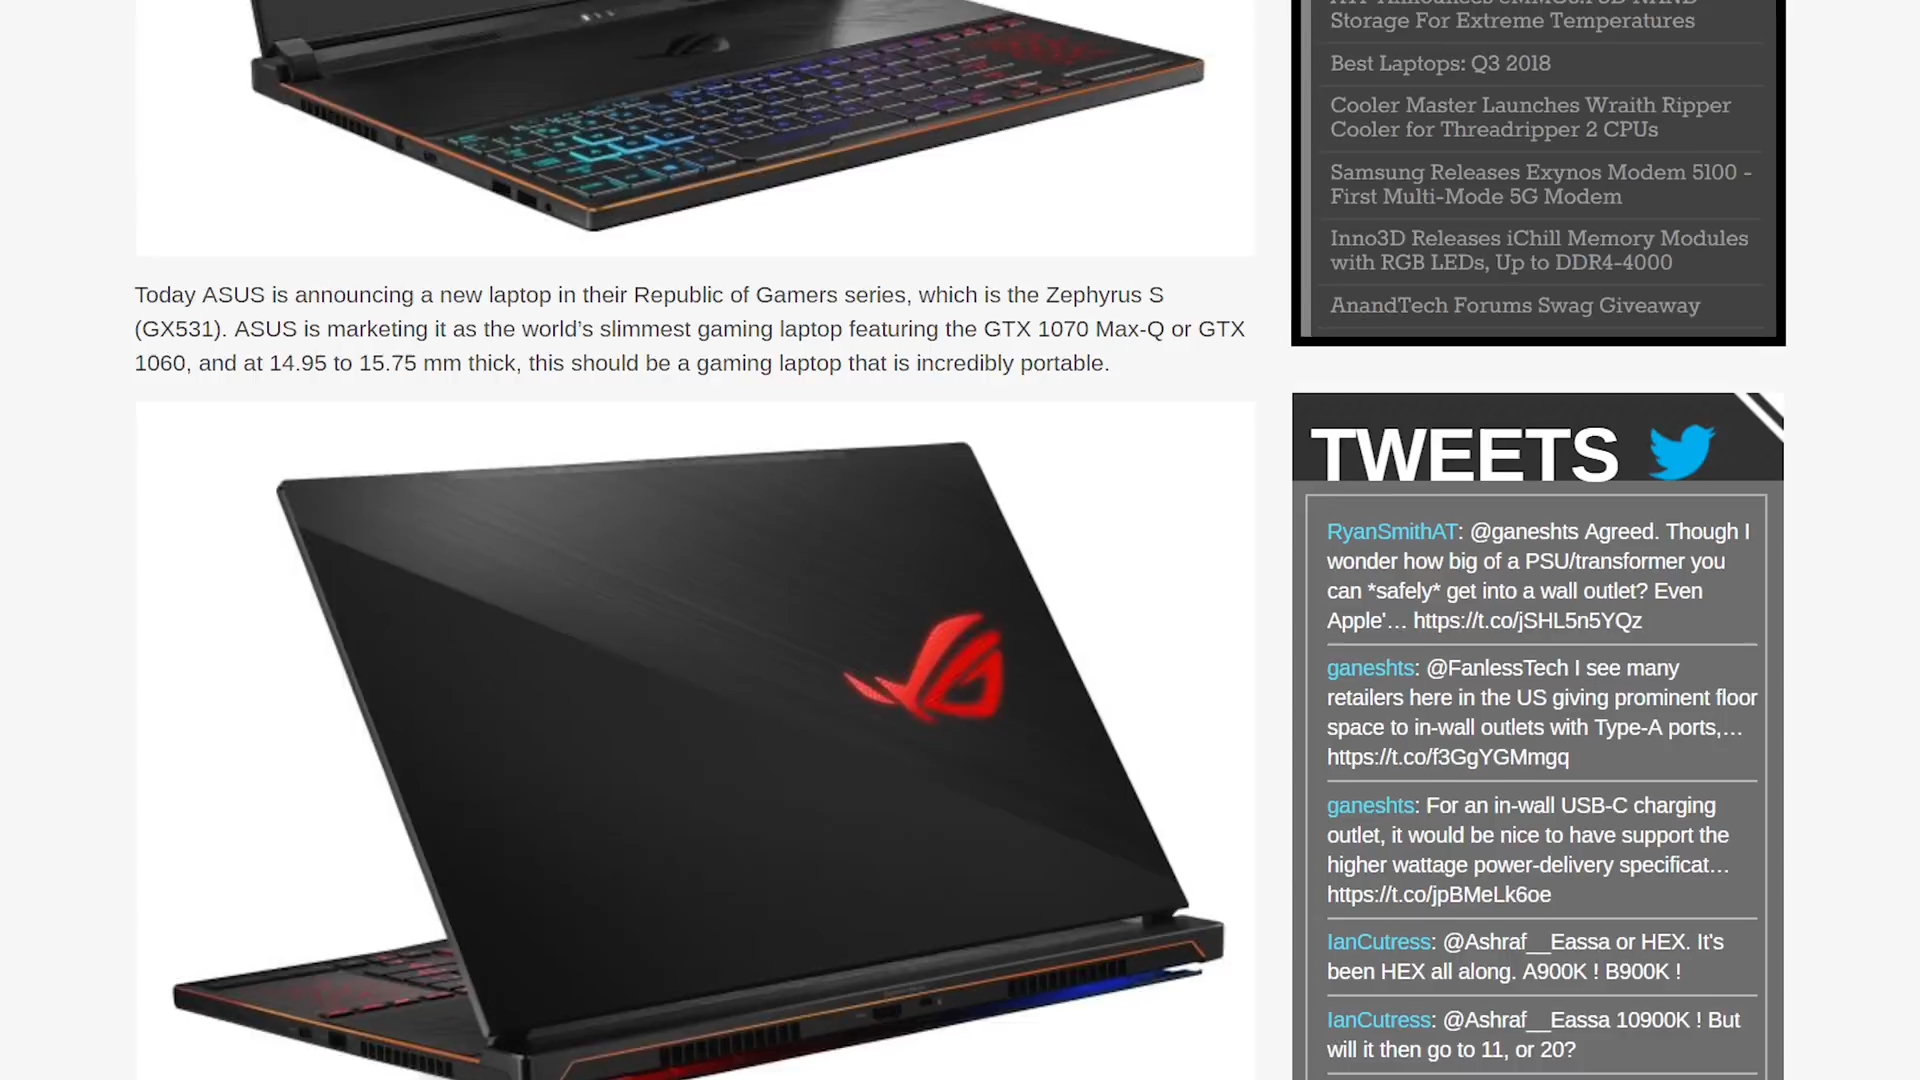 Today ASUS is announcing a new laptop in their Republic of Gamers series, which is the Zephyrus S
(GX531). ASUS is marketing it as the world’s slimmest gaming laptop featuring the GTX 1070 Max-Q or GTX
1060, and at 14.95 to 15.75 mm thick, this should be a gaming laptop that is incredibly portable.
Storage For Extreme Temperatures
Best Laptops: Q3 2018
Cooler Master Launches Wraith Ripper
Cooler for Threadripper 2 CPUs
Samsung Releases Exynos Modem 5100 -
First Multi-Mode 5G Modem
Inno3D Releases iChill Memory Modules
with RGB LEDs, Up to DDR4-4000
AnandTech Forums Swag Giveaway
TWEETS
RyanSmithAT: @ganeshts Agreed. Though I
wonder how big of a PSU/transformer you
can *safely* get into a wall outlet? Even
Apple'… https://t.co/jSHL5n5YQz
ganeshts: @FanlessTech I see many
retailers here in the US giving prominent floor
space to in-wall outlets with Type-A ports,…
https://t.co/f3GgYGMmgq
ganeshts: For an in-wall USB-C charging
outlet, it would be nice to have support the
higher wattage power-delivery specificat…
https://t.co/jpBMeLk6oe
IanCutress: @Ashraf__Eassa or HEX. It's
been HEX all along. A900K ! B900K !
IanCutress: @Ashraf__Eassa 10900K ! But
will it then go to 11, or 20?